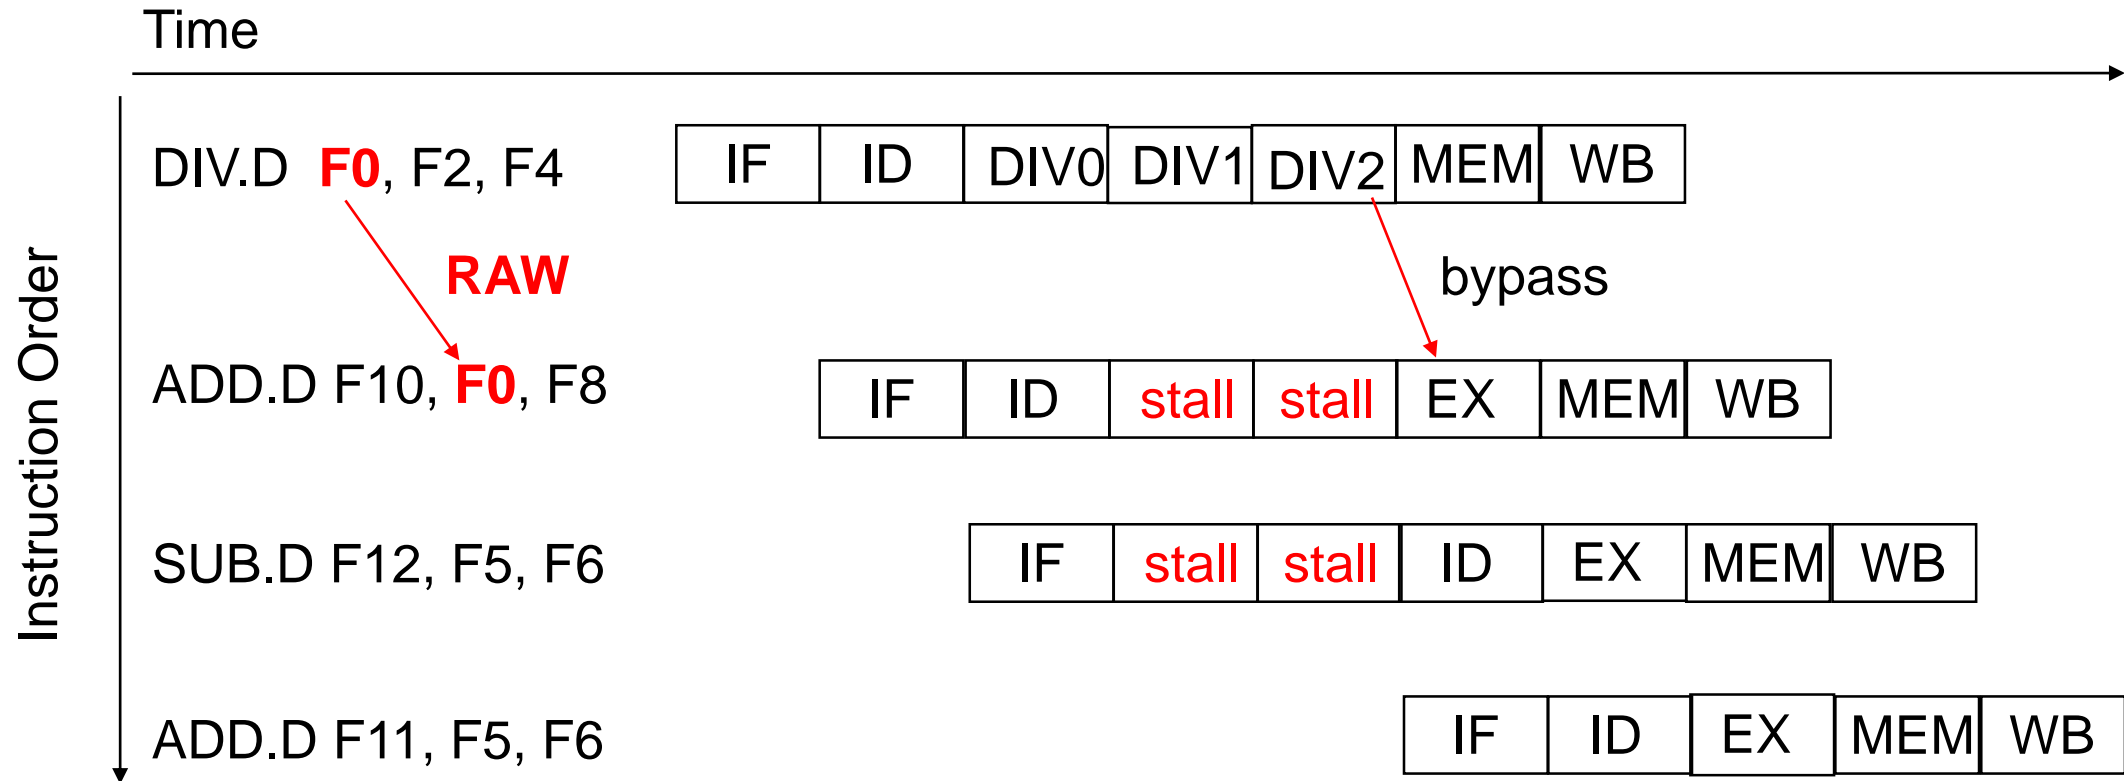 Time
Instruction Order
DIV.D F0, F2, F4 IF ID DIV0 DIV1 DIV2 MEM WB
RAW bypass
ADD.D F10, F0, F8 IF ID stall stall EX MEM WB
SUB.D F12, F5, F6 IF stall stall ID EX MEM WB
ADD.D F11, F5, F6 IF ID EX MEM WB